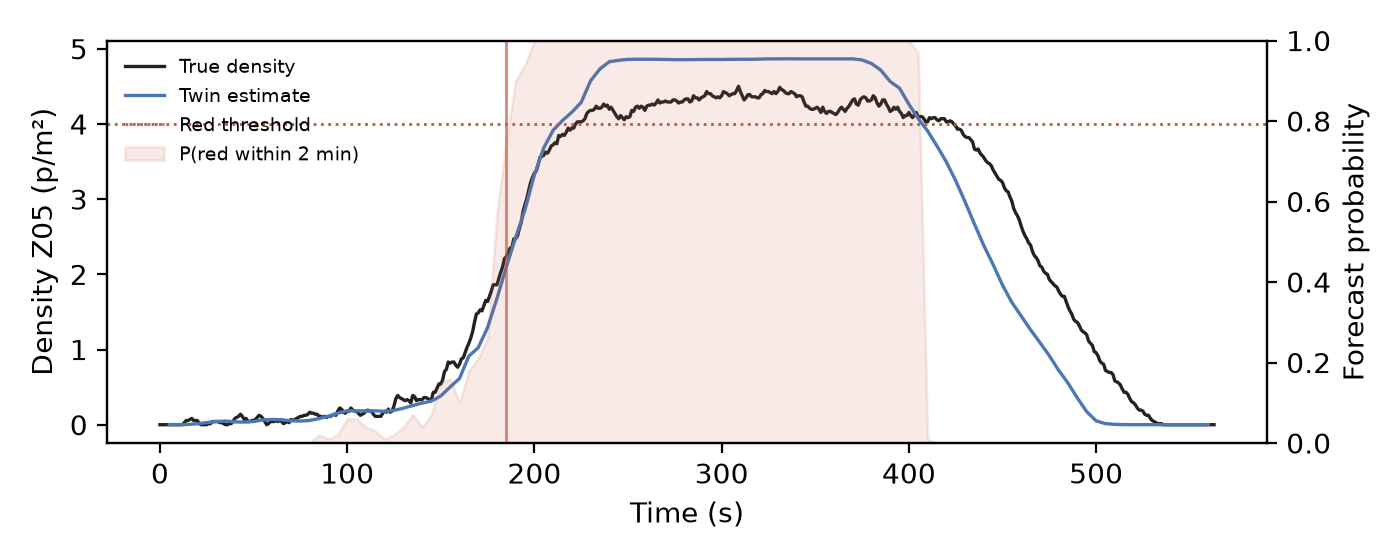 True density
Twin estimate
Red threshold
P(red within 2 min)
Density Z05 (p/m²)
5
4
3
2
1
0
1.0
0.8
0.6
0.4
0.2
0.0
Forecast probability
0 100 200 300 400 500
Time (s)